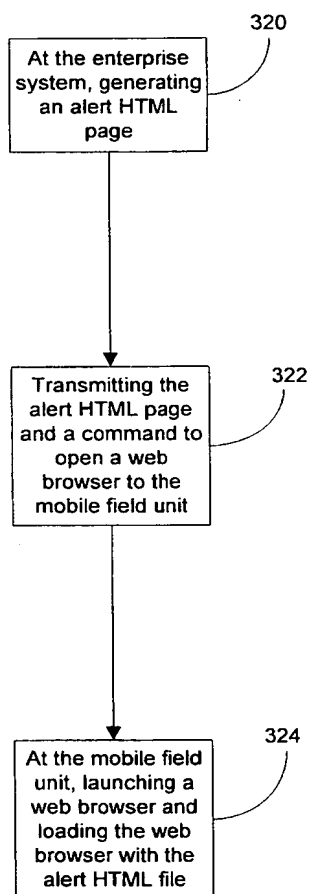 320
At the enterprise
system, generating
an alert HTML
page
322
Transmitting the
alert HTML page
and a command to
open a web
browser to the
mobile field unit
324
At the mobile field
unit, launching a
web browser and
loading the web
browser with the
alert HTML file